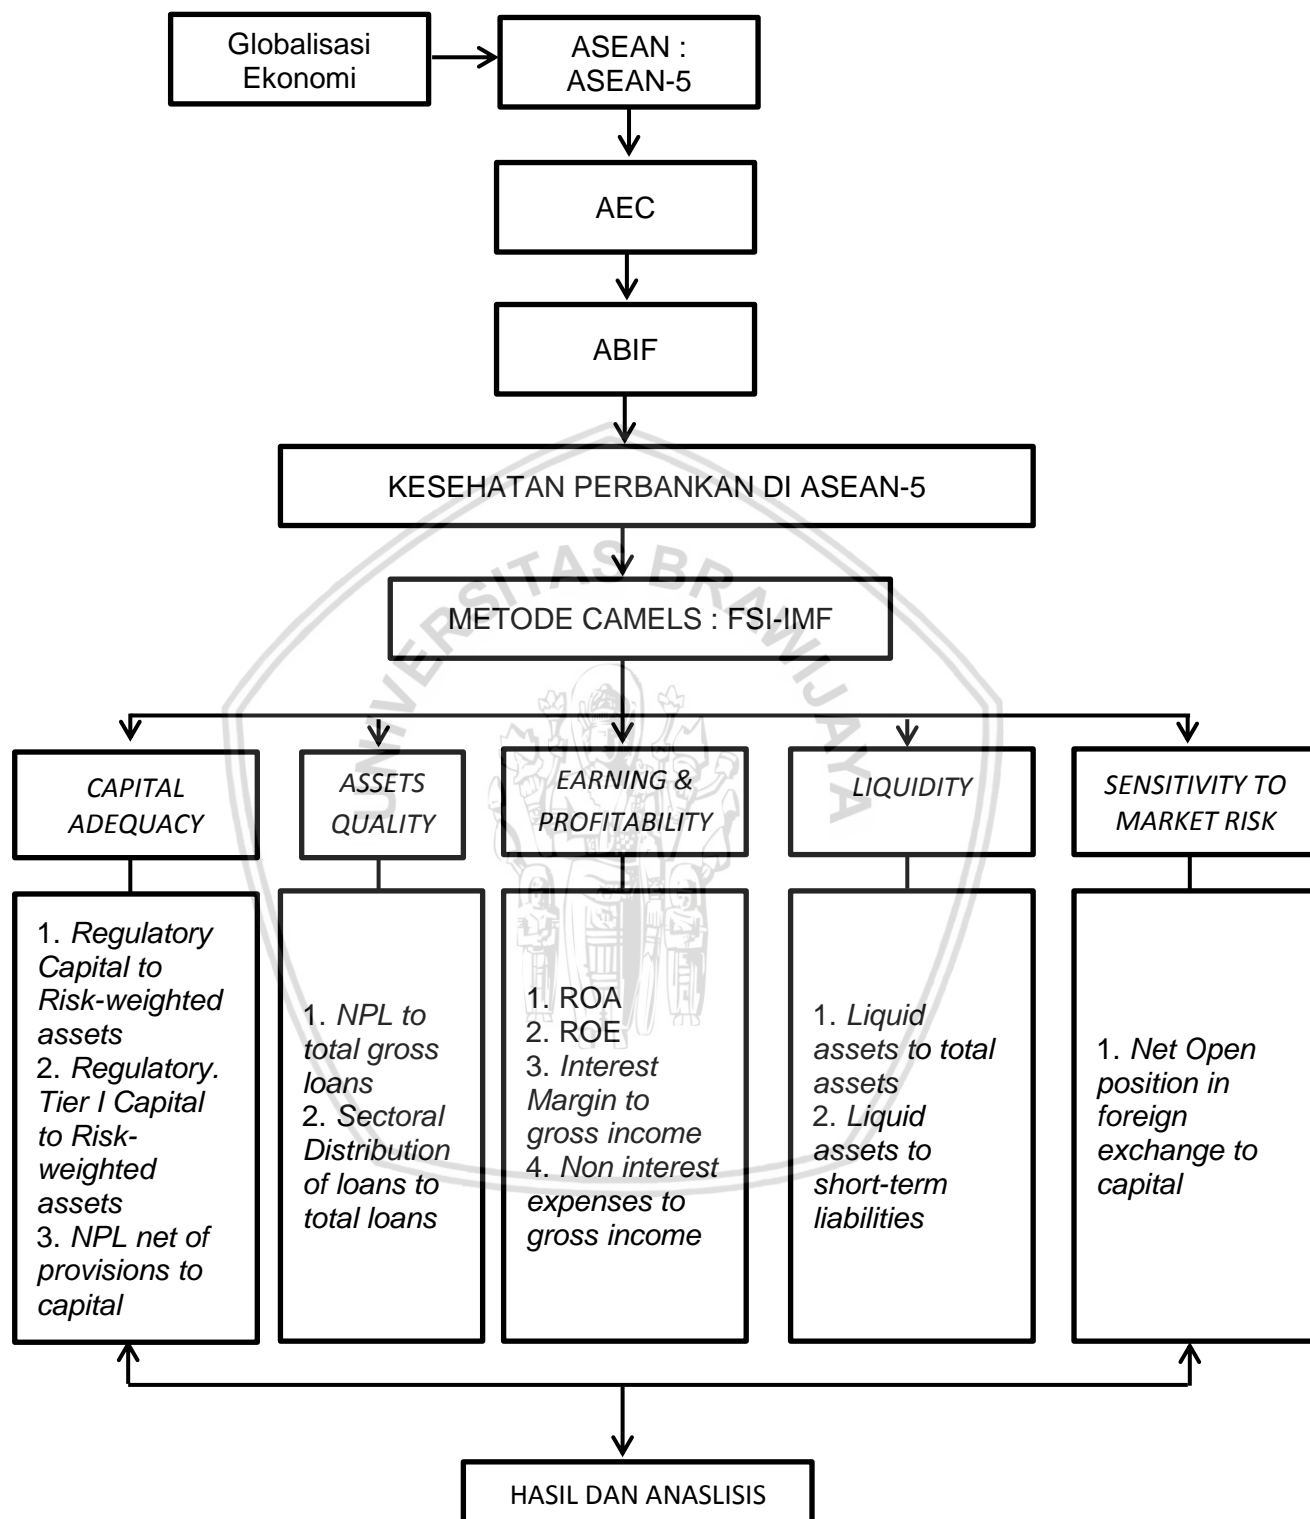 Globalisasi
Ekonomi
ASEAN :
ASEAN-5
AEC
ABIF
KESEHATAN PERBANKAN DI ASEAN-5
METODE CAMELS : FSI-IMF
UNIVERSITAS BRAWIJAYA
CAPITAL
ADEQUACY
ASSETS
QUALITY
EARNING &
PROFITABILITY
LIQUIDITY
SENSITIVITY TO
MARKET RISK
1. Regulatory
Capital to
Risk-weighted
assets
2. Regulatory.
Tier I Capital
to Risk-
weighted
assets
3. NPL net of
provisions to
capital
1. NPL to
total gross
loans
2. Sectoral
Distribution
of loans to
total loans
1. ROA
2. ROE
3. Interest
Margin to
gross income
4. Non interest
expenses to
gross income
1. Liquid
assets to total
assets
2. Liquid
assets to
short-term
liabilities
1. Net Open
position in
foreign
exchange to
capital
HASIL DAN ANASLISIS